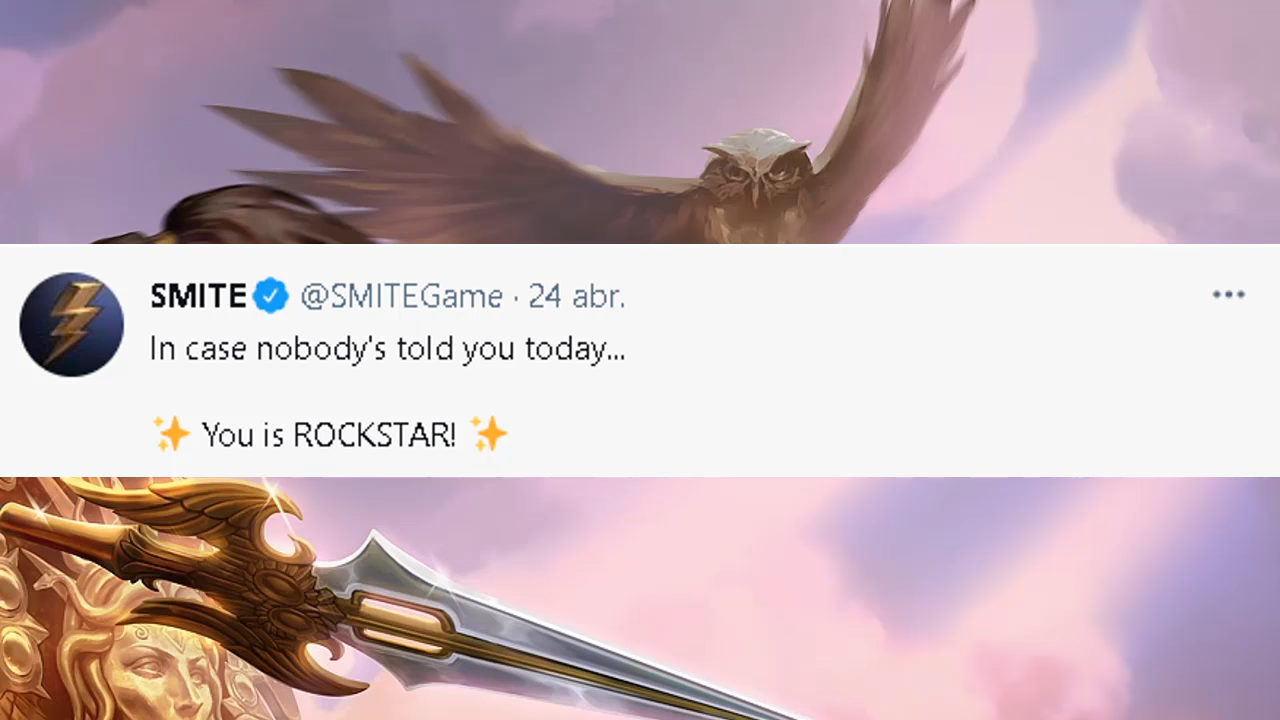 SMITE @SMITEGame · 24 abr.
In case nobody's told you today...
✨ You is ROCKSTAR! ✨